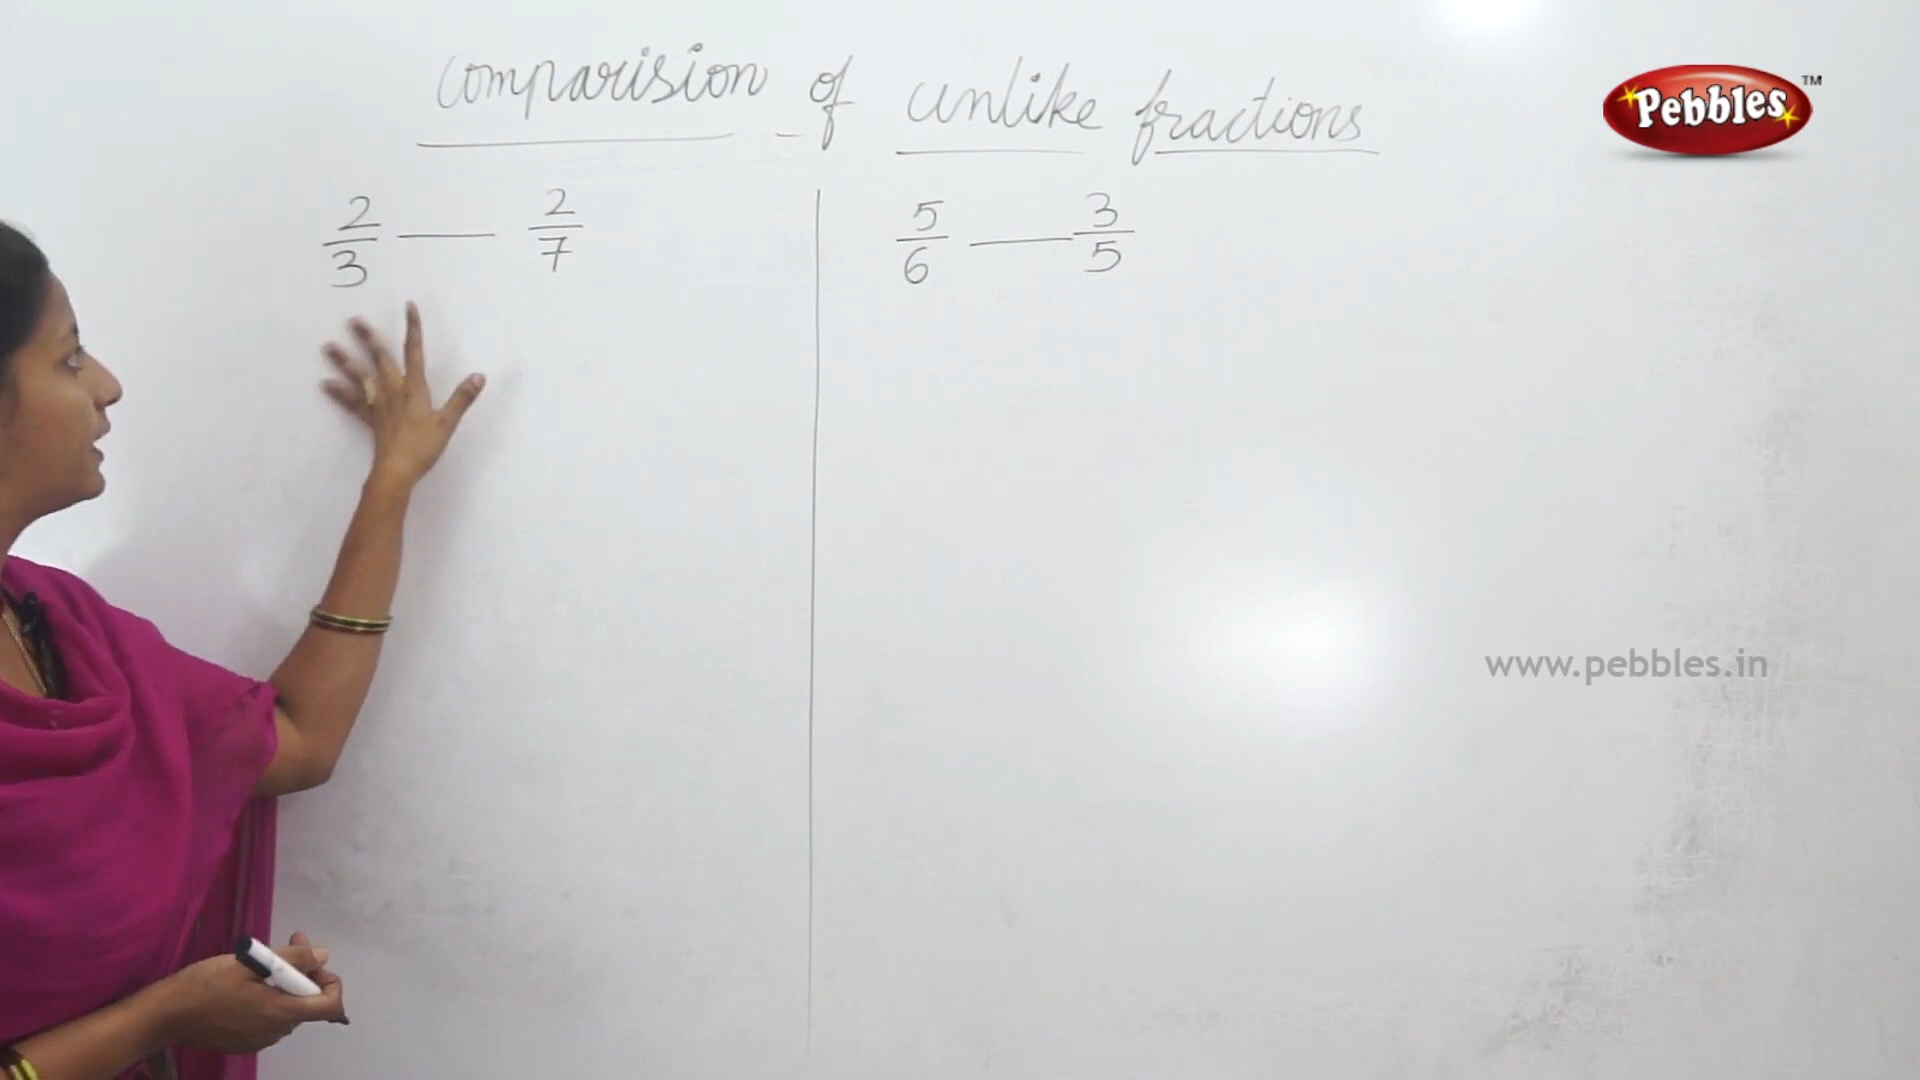 comparision of unlike fractions
Pebbles™
2/3 — 2/7
5/6 — 3/5
www.pebbles.in